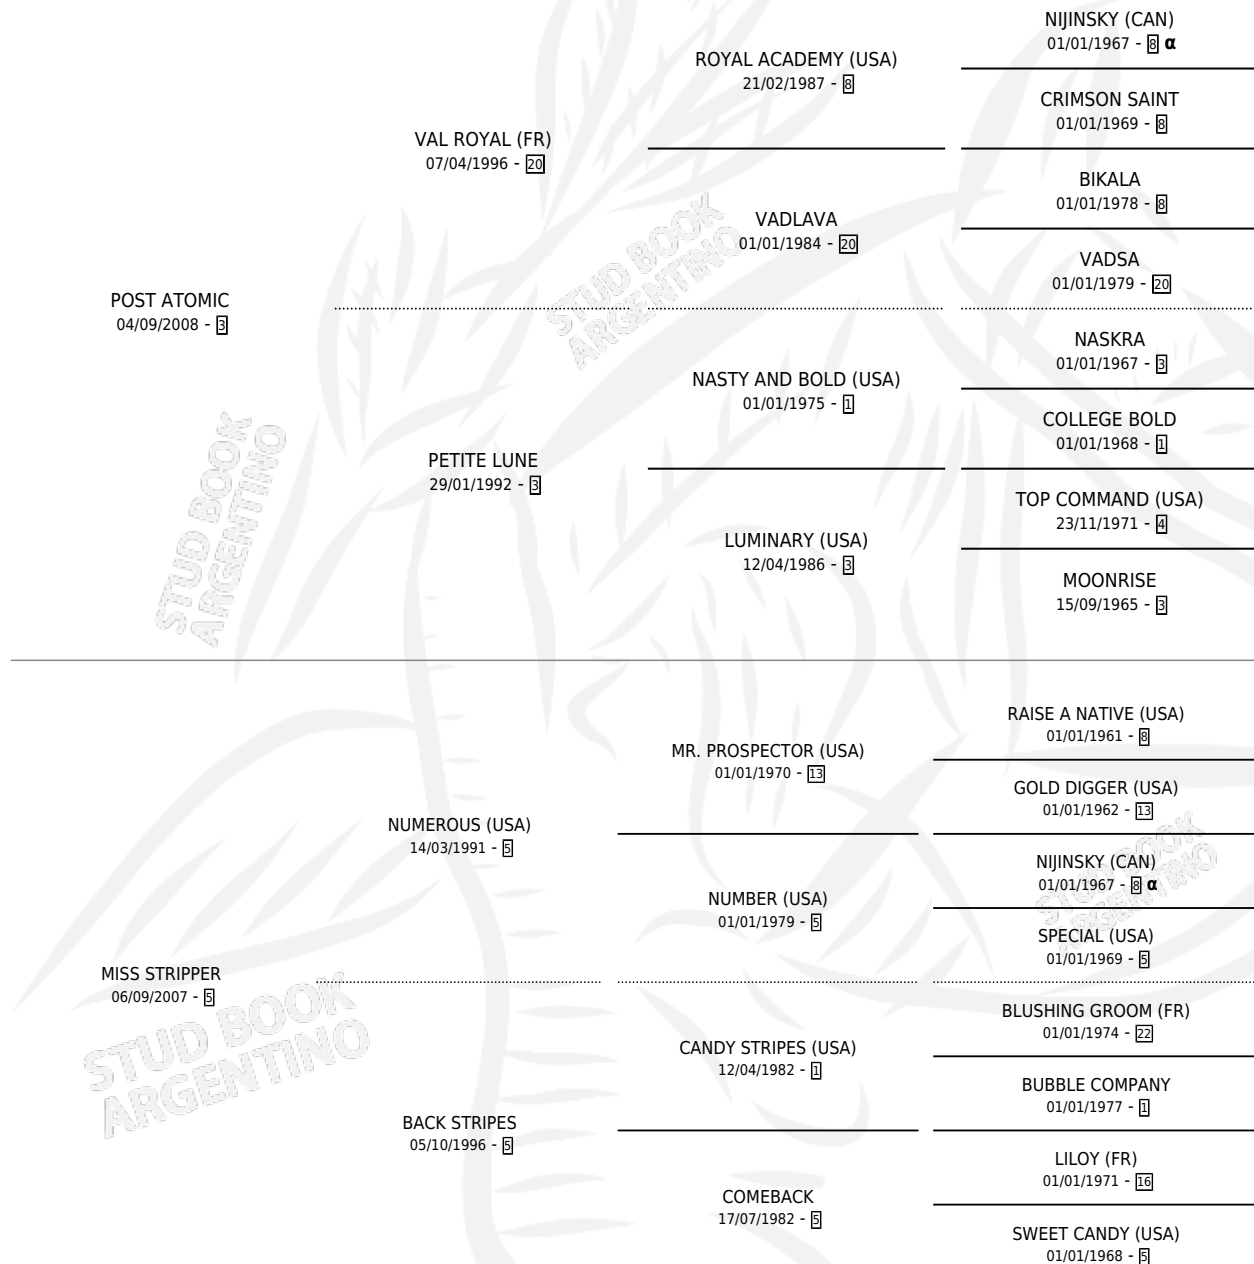 NIJINSKY (CAN)
01/01/1967 - 8 α
ROYAL ACADEMY (USA)
21/02/1987 - 8
CRIMSON SAINT
01/01/1969 - 8
VAL ROYAL (FR)
07/04/1996 - 20
BIKALA
01/01/1978 - 8
VADLAVA
01/01/1984 - 20
VADSA
01/01/1979 - 20
STUD BOOK
ARGENTINO
POST ATOMIC
04/09/2008 - 3
NASKRA
01/01/1967 - 3
NASTY AND BOLD (USA)
01/01/1975 - 1
COLLEGE BOLD
01/01/1968 - 1
PETITE LUNE
29/01/1992 - 3
TOP COMMAND (USA)
23/11/1971 - 4
LUMINARY (USA)
12/04/1986 - 3
MOONRISE
15/09/1965 - 3
STUD BOOK
ARGENTINO
RAISE A NATIVE (USA)
01/01/1961 - 8
MR. PROSPECTOR (USA)
01/01/1970 - 13
GOLD DIGGER (USA)
01/01/1962 - 13
NUMEROUS (USA)
14/03/1991 - 5
NIJINSKY (CAN)
01/01/1967 - 8 α
NUMBER (USA)
01/01/1979 - 5
SPECIAL (USA)
01/01/1969 - 5
STUD BOOK
ARGENTINO
MISS STRIPPER
06/09/2007 - 5
BLUSHING GROOM (FR)
01/01/1974 - 22
CANDY STRIPES (USA)
12/04/1982 - 1
BUBBLE COMPANY
01/01/1977 - 1
BACK STRIPES
05/10/1996 - 5
LILOY (FR)
01/01/1971 - 16
COMEBACK
17/07/1982 - 5
SWEET CANDY (USA)
01/01/1968 - 5
STUD BOOK
ARGENTINO